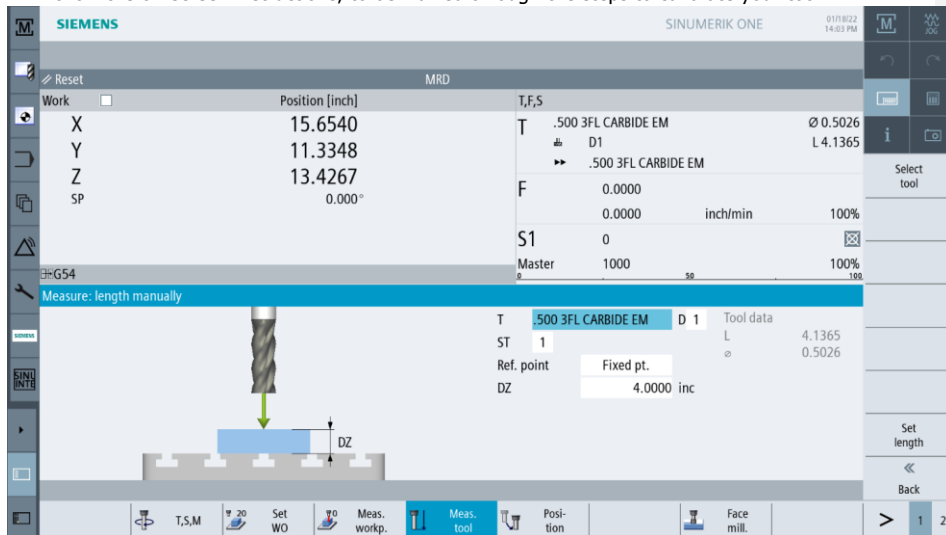 SIEMENS
SINUMERIK ONE
01/18/22
14:03 PM
M
JOG
Reset
MRD
Work
Position [inch]
T,F,S
X
15.6540
T
.500 3FL CARBIDE EM
Ø 0.5026
D1
L 4.1365
Y
11.3348
.500 3FL CARBIDE EM
Z
13.4267
F
0.0000
SP
0.000°
0.0000
inch/min
100%
S1
0
Master
1000
100%
0
50
100
G54
Select
tool
Measure: length manually
T
.500 3FL CARBIDE EM
D 1
Tool data
L
4.1365
ST
1
ø
0.5026
Ref. point
Fixed pt.
DZ
4.0000 inc
DZ
Set
length
«
Back
SIEMENS
SINU
INTE
T,S,M
Set
WO
Meas.
workp.
Meas.
tool
Posi-
tion
Face
mill.
>
1
2